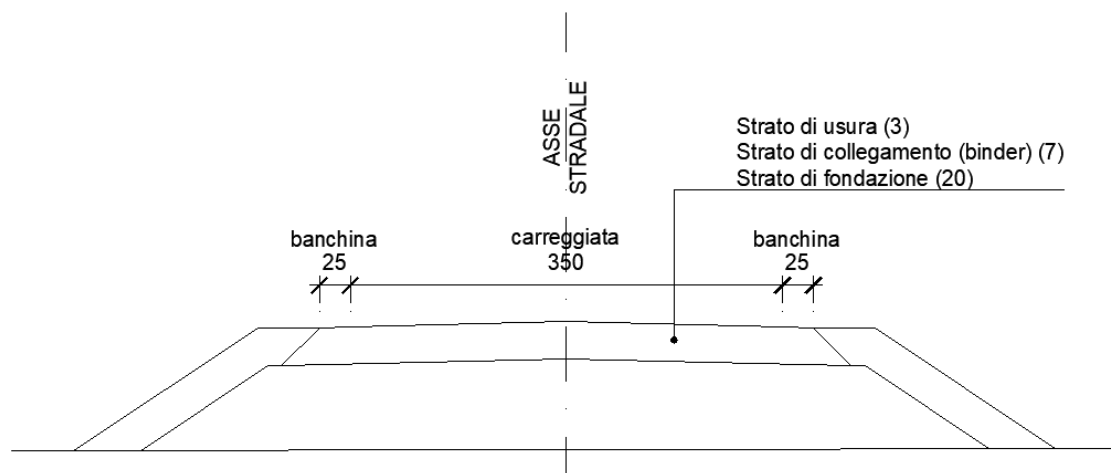 ASSE
STRADALE
Strato di usura (3)
Strato di collegamento (binder) (7)
Strato di fondazione (20)
banchina
25
carreggiata
350
banchina
25